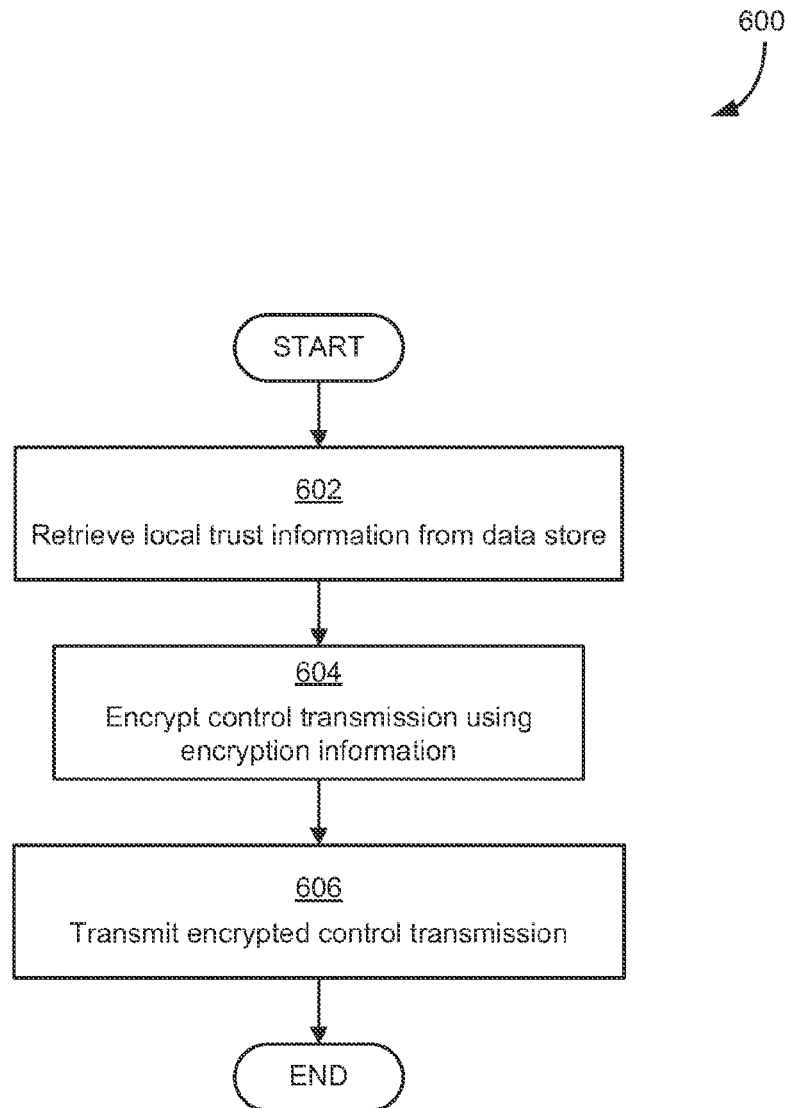 600
START
602
Retrieve local trust information from data store
604
Encrypt control transmission using
encryption information
606
Transmit encrypted control transmission
END